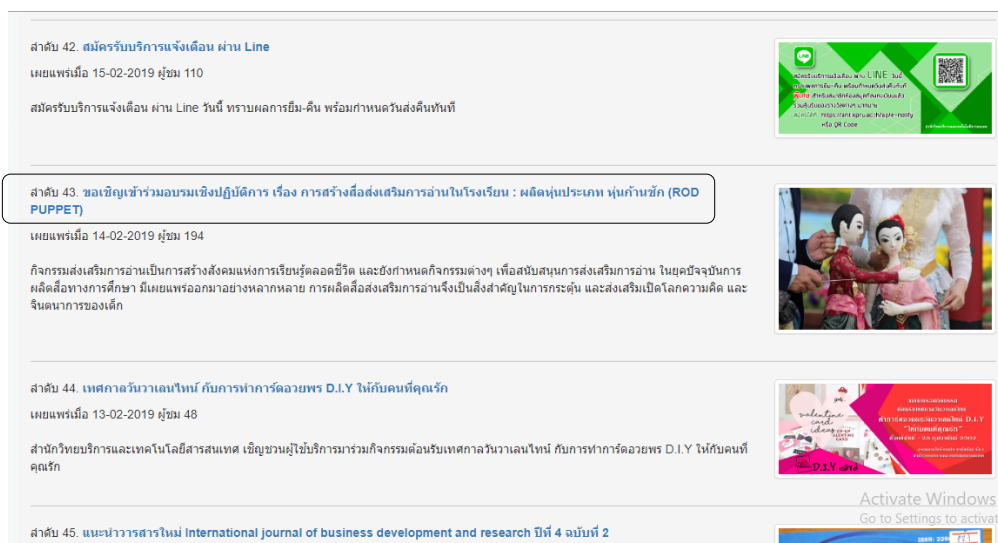 ลำดับ 42. สมัครรับบริการแจ้งเตือน ผ่าน Line
เผยแพร่เมื่อ 15-02-2019 ผู้ชม 110
สมัครรับบริการแจ้งเตือน ผ่าน Line วันนี้ ทราบผลการยืม-คืน พร้อมกำหนดวันส่งคืนทันที
LINE
ลำดับ 43. ขอเชิญเข้าร่วมอบรมเชิงปฏิบัติการ เรื่อง การสร้างสื่อส่งเสริมการอ่านในโรงเรียน : ผลิตหุ่นประเภท หุ่นก้านชัก (ROD
PUPPET)
เผยแพร่เมื่อ 14-02-2019 ผู้ชม 194
กิจกรรมส่งเสริมการอ่านเป็นการสร้างสังคมแห่งการเรียนรู้ตลอดชีวิต และยังกำหนดกิจกรรมต่างๆ เพื่อสนับสนุนการส่งเสริมการอ่าน ในยุคปัจจุบันการ
ผลิตสื่อทางการศึกษา มีเผยแพร่ออกมาอย่างหลากหลาย การผลิตสื่อส่งเสริมการอ่านจึงเป็นสิ่งสำคัญในการกระตุ้น และส่งเสริมเปิดโลกความคิด และ
จินตนาการของเด็ก
ลำดับ 44. เทศกาลวันวาเลนไทน์ กับการทำการ์ดอวยพร D.I.Y ให้กับคนที่คุณรัก
เผยแพร่เมื่อ 13-02-2019 ผู้ชม 48
สำนักวิทยบริการและเทคโนโลยีสารสนเทศ เชิญชวนผู้ใช้บริการมาร่วมกิจกรรมต้อนรับเทศกาลวันวาเลนไทน์ กับการทำการ์ดอวยพร D.I.Y ให้กับคนที่
คุณรัก
valentine
card
ideas
D.I.Y card
Activate Windows
Go to Settings to activat
ลำดับ 45. แนะนำวารสารใหม่ International journal of business development and research ปีที่ 4 ฉบับที่ 2